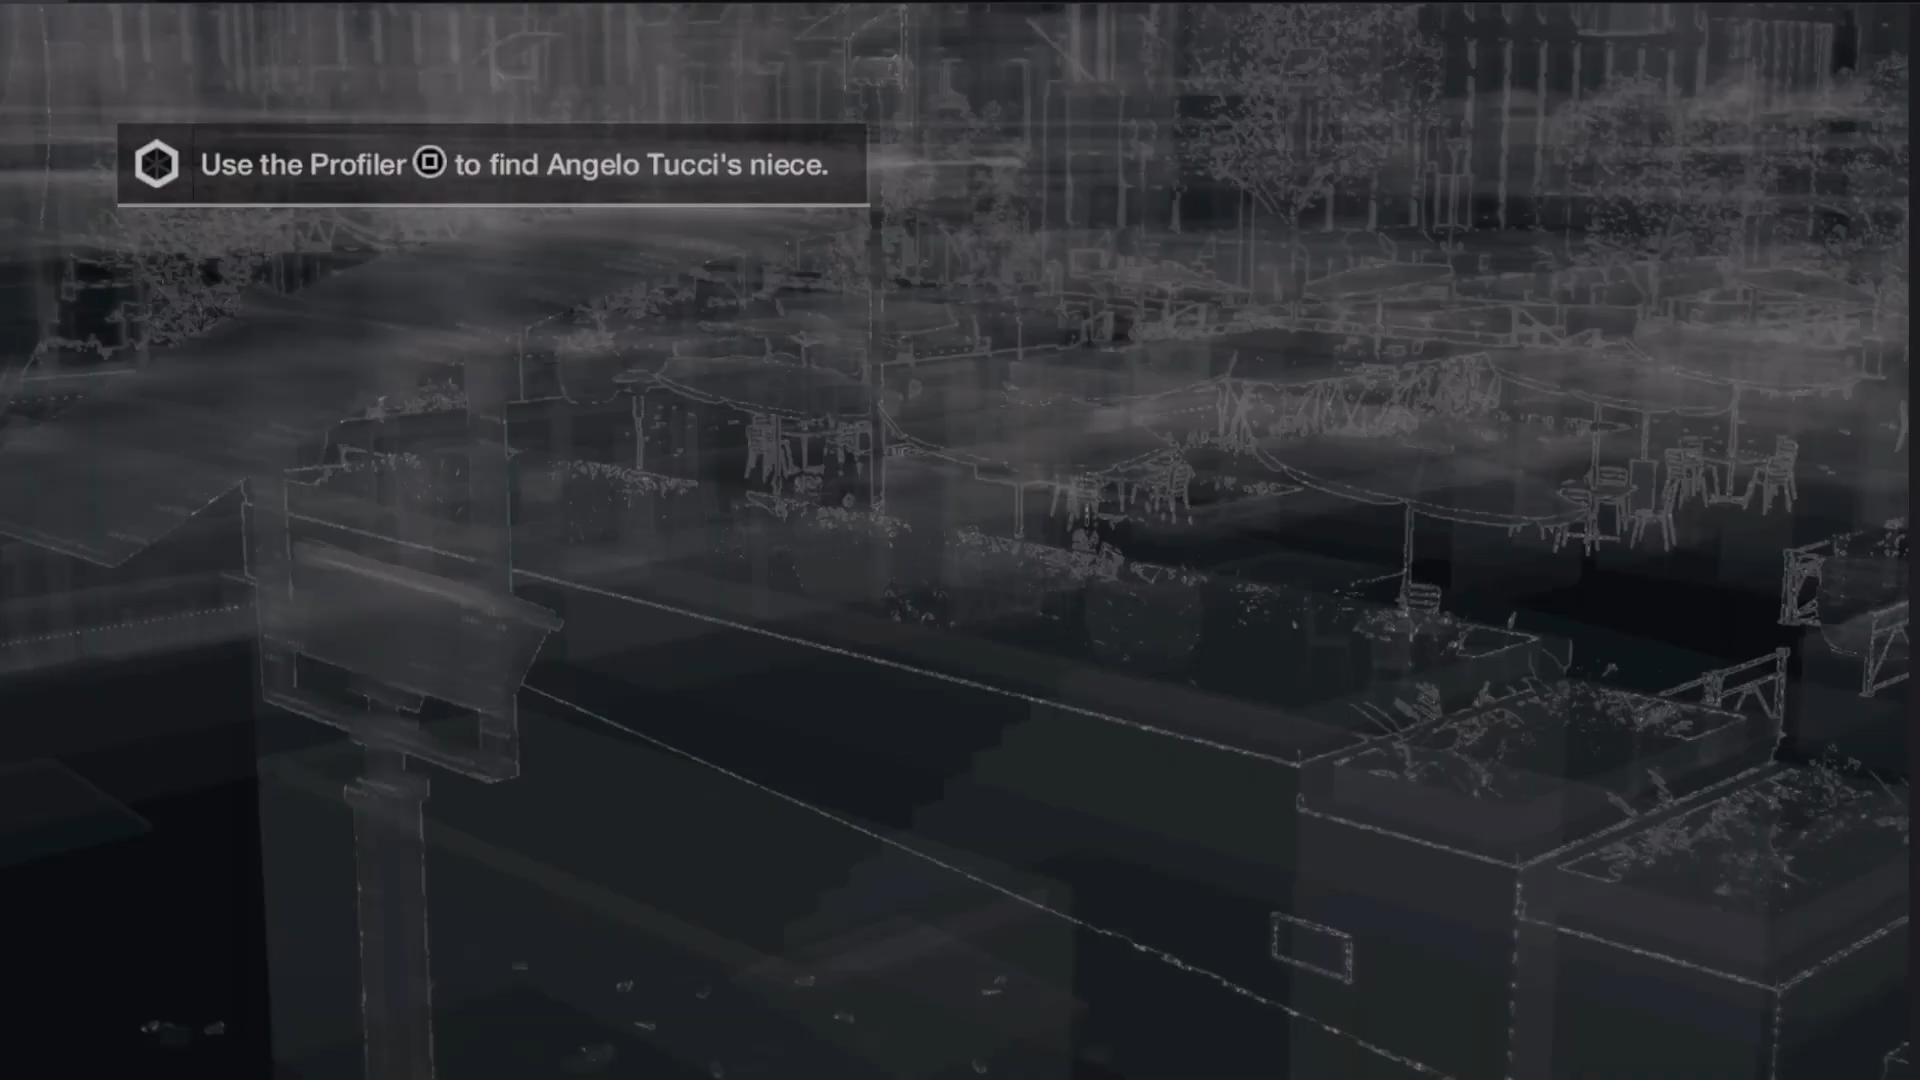 Use the Profiler to find Angelo Tucci's niece.